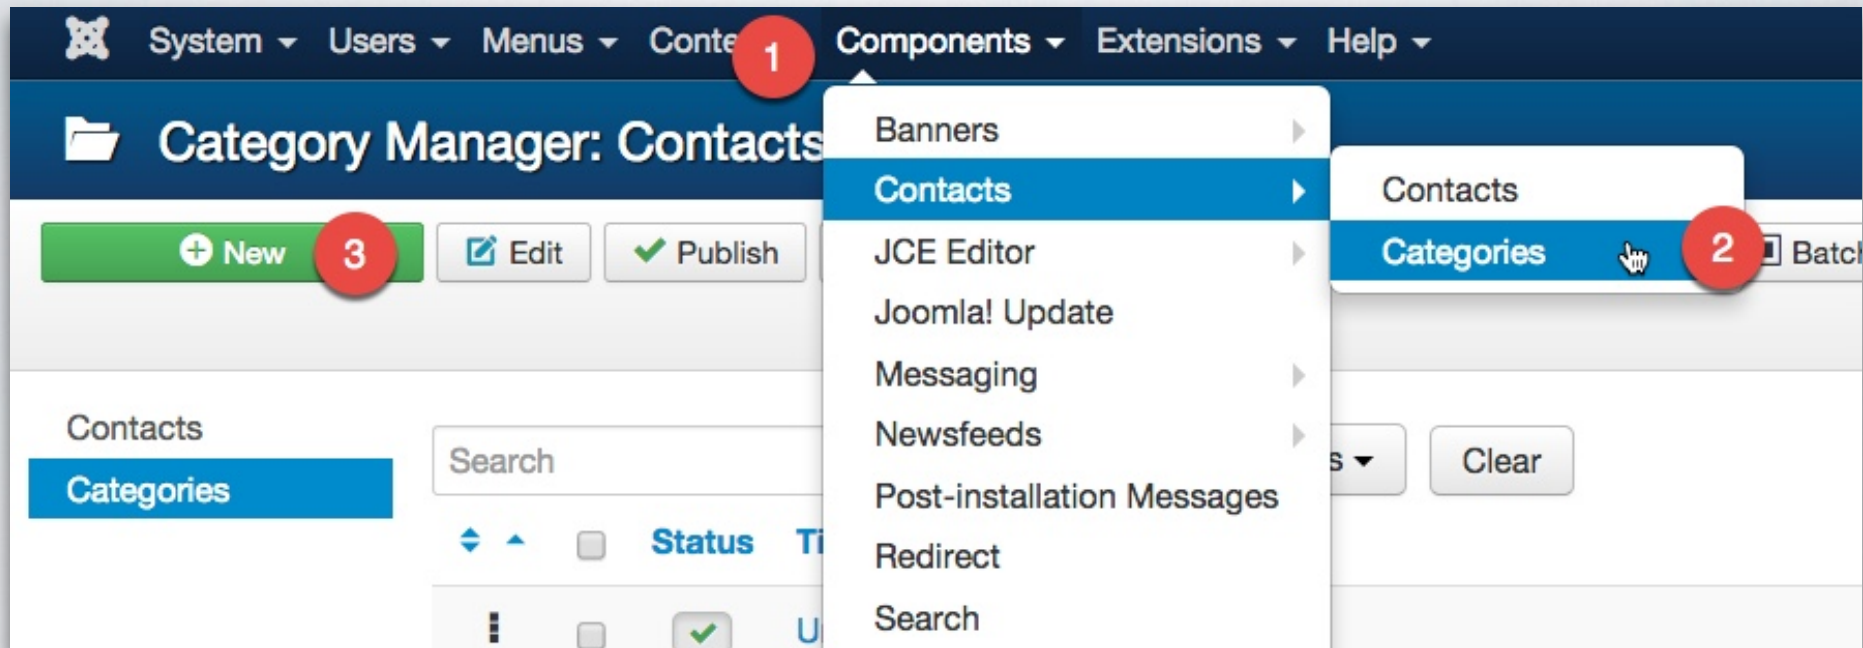 System Users Menus Conte 1 Components Extensions Help
Category Manager: Contacts
New 3 Edit Publish Batch
Banners
Contacts
JCE Editor
Joomla! Update
Messaging
Newsfeeds
Post-installation Messages
Redirect
Search
Contacts
Categories 2
Contacts
Categories
Search
s Clear
Status Ti
U